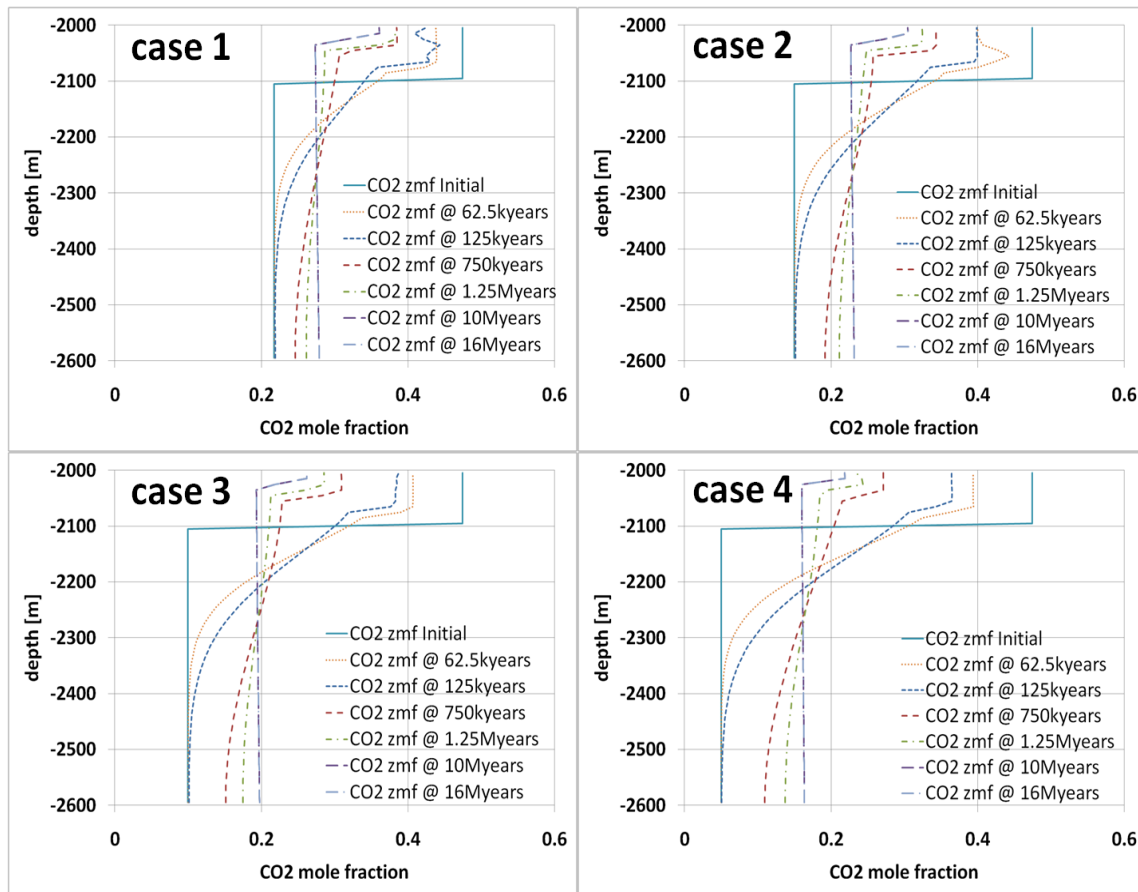 case 1
-2000
-2100
-2200
-2300
-2400
-2500
-2600
depth [m]
CO2 zmf Initial
CO2 zmf @ 62.5kyears
CO2 zmf @ 125kyears
CO2 zmf @ 750kyears
CO2 zmf @ 1.25Myears
CO2 zmf @ 10Myears
CO2 zmf @ 16Myears
0 0.2 0.4 0.6
CO2 mole fraction
case 2
-2000
-2100
-2200
-2300
-2400
-2500
-2600
depth [m]
CO2 zmf Initial
CO2 zmf @ 62.5kyears
CO2 zmf @ 125kyears
CO2 zmf @ 750kyears
CO2 zmf @ 1.25Myears
CO2 zmf @ 10Myears
CO2 zmf @ 16Myears
0 0.2 0.4 0.6
CO2 mole fraction
case 3
-2000
-2100
-2200
-2300
-2400
-2500
-2600
depth [m]
CO2 zmf Initial
CO2 zmf @ 62.5kyears
CO2 zmf @ 125kyears
CO2 zmf @ 750kyears
CO2 zmf @ 1.25Myears
CO2 zmf @ 10Myears
CO2 zmf @ 16Myears
0 0.2 0.4 0.6
CO2 mole fraction
case 4
-2000
-2100
-2200
-2300
-2400
-2500
-2600
depth [m]
CO2 zmf Initial
CO2 zmf @ 62.5kyears
CO2 zmf @ 125kyears
CO2 zmf @ 750kyears
CO2 zmf @ 1.25Myears
CO2 zmf @ 10Myears
CO2 zmf @ 16Myears
0 0.2 0.4 0.6
CO2 mole fraction